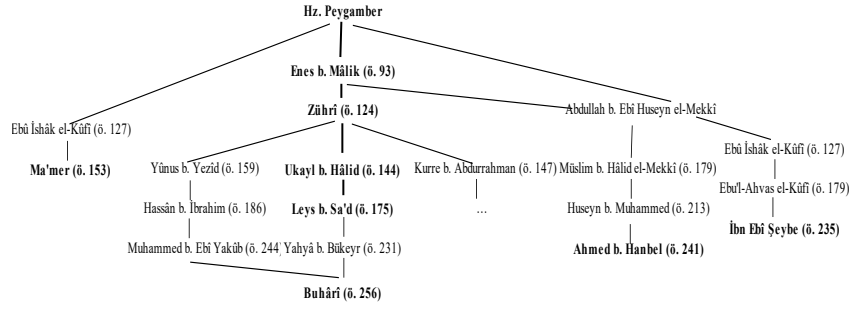 Hz. Peygamber
Enes b. Mâlik (ö. 93)
Zührî (ö. 124)
Abdullah b. Ebî Huseyn el-Mekkî
Ebû İshâk el-Kûfî (ö. 127)
Ebû İshâk el-Kûfî (ö. 127)
Ma'mer (ö. 153)
Yûnus b. Yezîd (ö. 159)
Ukayl b. Hâlid (ö. 144)
Kurre b. Abdurrahman (ö. 147)
Müslim b. Hâlid el-Mekkî (ö. 179)
Ebu'l-Ahvas el-Kûfî (ö. 179)
Hassân b. İbrahim (ö. 186)
Leys b. Sa'd (ö. 175)
...
Huseyn b. Muhammed (ö. 213)
İbn Ebî Şeybe (ö. 235)
Muhammed b. Ebî Yakûb (ö. 244)
Yahyâ b. Bükeyr (ö. 231)
Ahmed b. Hanbel (ö. 241)
Buhârî (ö. 256)